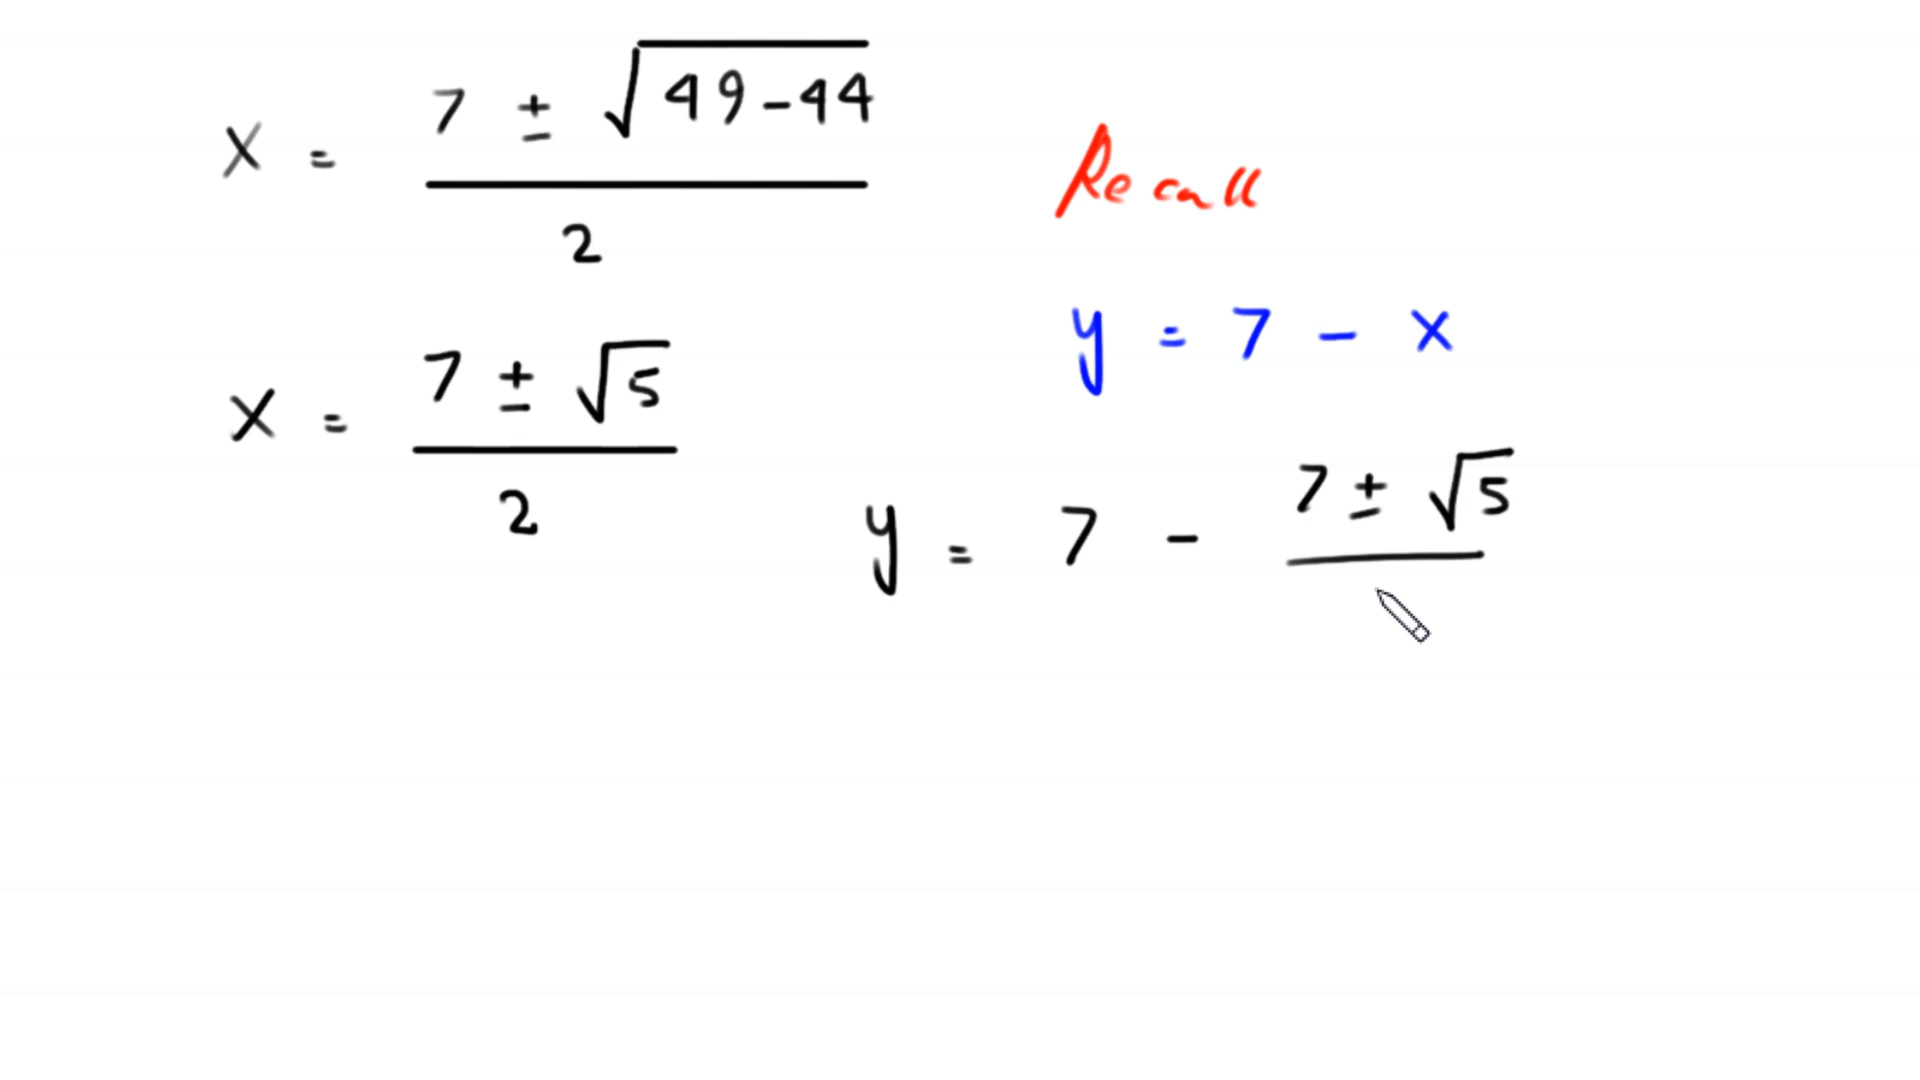 x = 7 ± √49-44
2
Recall
y = 7 - x
x = 7 ± √5
2
y = 7 - 7 ± √5